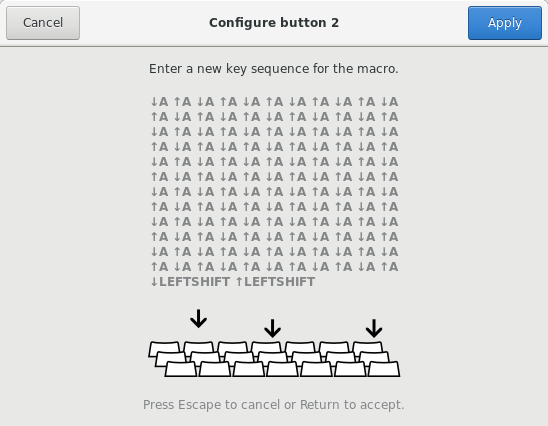 Cancel
Configure button 2
Apply
Enter a new key sequence for the macro.
↓A ↑A ↓A ↑A ↓A ↑A ↓A ↑A ↓A ↑A ↓A
↑A ↓A ↑A ↓A ↑A ↓A ↑A ↓A ↑A ↓A ↑A
↓A ↑A ↓A ↑A ↓A ↑A ↓A ↑A ↓A ↑A ↓A
↑A ↓A ↑A ↓A ↑A ↓A ↑A ↓A ↑A ↓A ↑A
↓A ↑A ↓A ↑A ↓A ↑A ↓A ↑A ↓A ↑A ↓A
↑A ↓A ↑A ↓A ↑A ↓A ↑A ↓A ↑A ↓A ↑A
↓A ↑A ↓A ↑A ↓A ↑A ↓A ↑A ↓A ↑A ↓A
↑A ↓A ↑A ↓A ↑A ↓A ↑A ↓A ↑A ↓A ↑A
↓A ↑A ↓A ↑A ↓A ↑A ↓A ↑A ↓A ↑A ↓A
↑A ↓A ↑A ↓A ↑A ↓A ↑A ↓A ↑A ↓A ↑A
↓A ↑A ↓A ↑A ↓A ↑A ↓A ↑A ↓A ↑A ↓A
↑A ↓A ↑A ↓A ↑A ↓A ↑A ↓A ↑A ↓A ↑A
↓LEFTSHIFT ↑LEFTSHIFT
Press Escape to cancel or Return to accept.